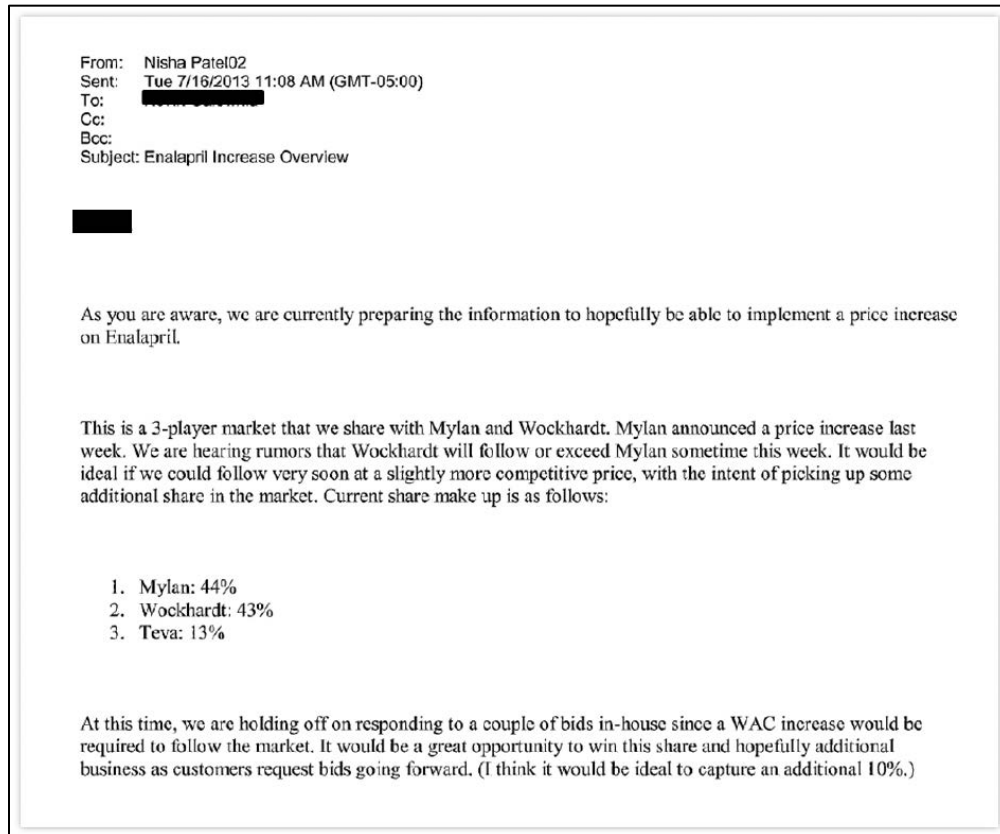 From: Nisha Patel02
Sent: Tue 7/16/2013 11:08 AM (GMT-05:00)
To:
Cc:
Bcc:
Subject: Enalapril Increase Overview
As you are aware, we are currently preparing the information to hopefully be able to implement a price increase
on Enalapril.
This is a 3-player market that we share with Mylan and Wockhardt. Mylan announced a price increase last
week. We are hearing rumors that Wockhardt will follow or exceed Mylan sometime this week. It would be
ideal if we could follow very soon at a slightly more competitive price, with the intent of picking up some
additional share in the market. Current share make up is as follows:
1. Mylan: 44%
2. Wockhardt: 43%
3. Teva: 13%
At this time, we are holding off on responding to a couple of bids in-house since a WAC increase would be
required to follow the market. It would be a great opportunity to win this share and hopefully additional
business as customers request bids going forward. (I think it would be ideal to capture an additional 10%.)